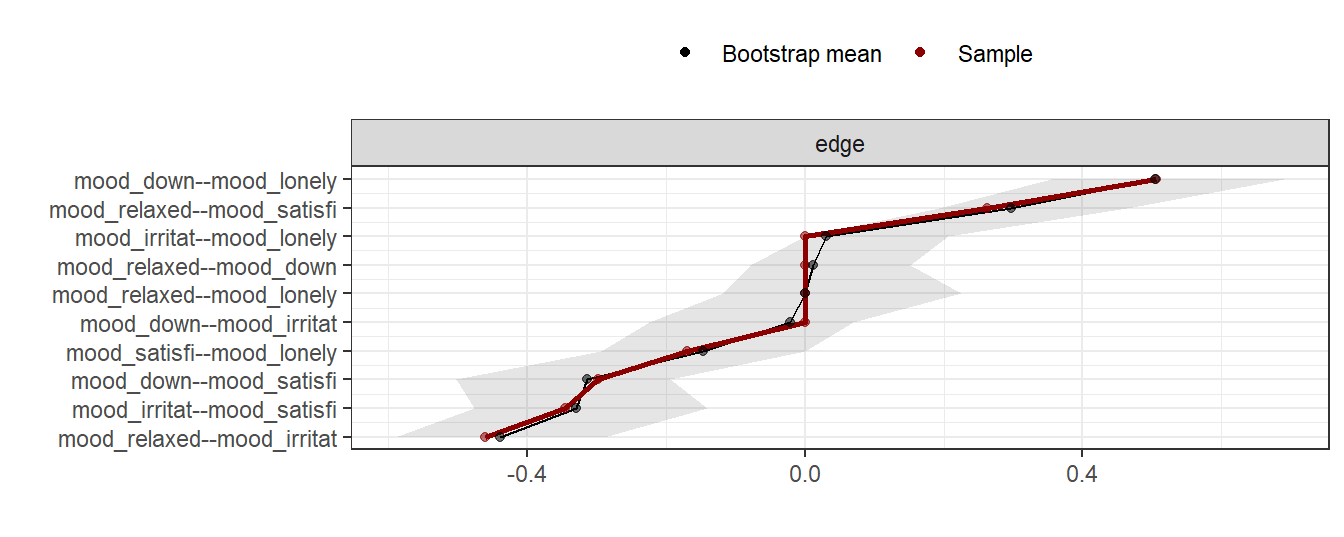 Bootstrap mean Sample
edge
mood_down--mood_lonely
mood_relaxed--mood_satisfi
mood_irritat--mood_lonely
mood_relaxed--mood_down
mood_relaxed--mood_lonely
mood_down--mood_irritat
mood_satisfi--mood_lonely
mood_down--mood_satisfi
mood_irritat--mood_satisfi
mood_relaxed--mood_irritat
-0.4 0.0 0.4